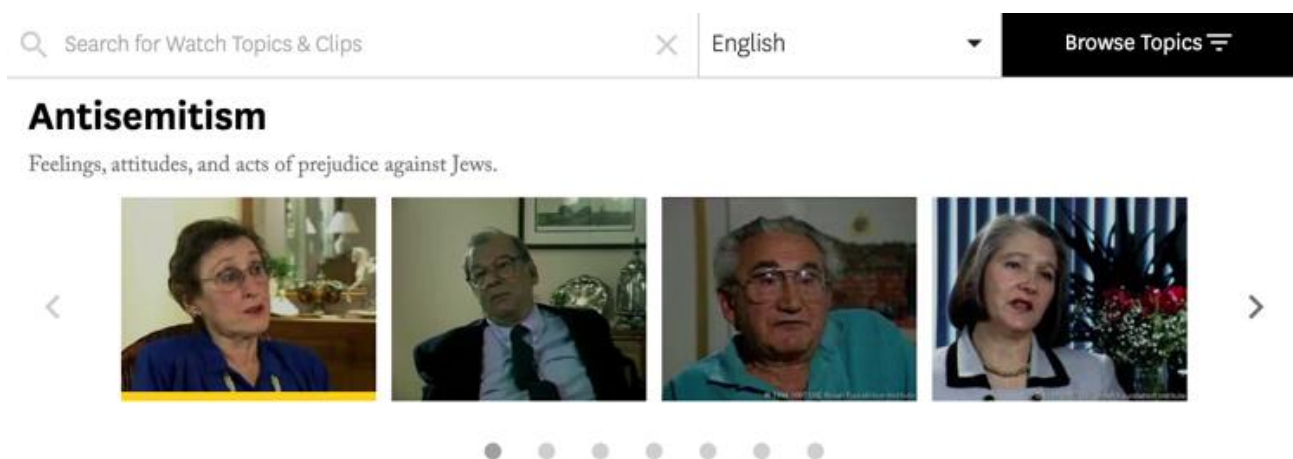 Search for Watch Topics & Clips
English
Browse Topics
Antisemitism
Feelings, attitudes, and acts of prejudice against Jews.